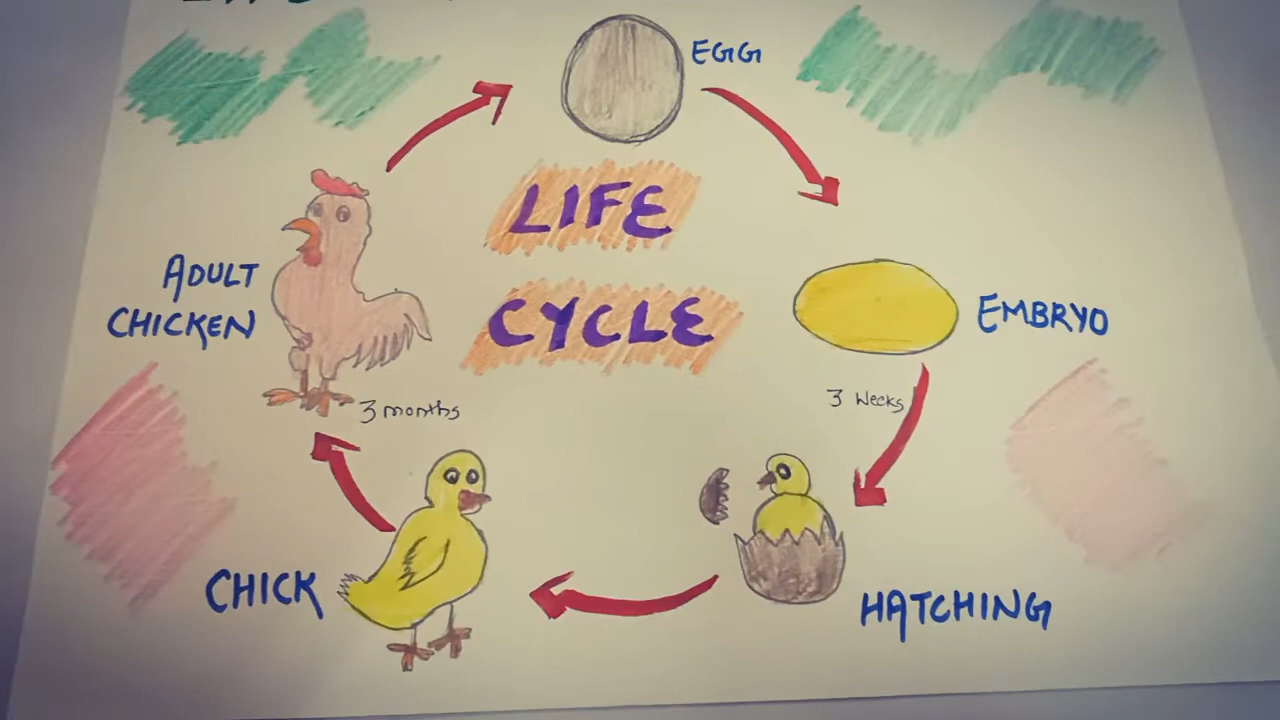 EGG
LIFE
CYCLE
ADULT
CHICKEN
EMBRYO
3 months
3 Weeks
CHICK
HATCHING